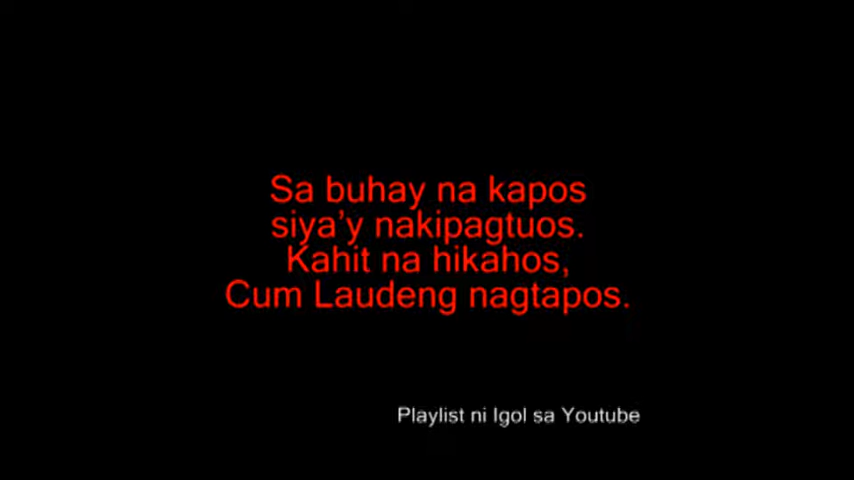 Sa buhay na kapos
siya'y nakipagtuos.
Kahit na hikahos,
Cum Laudeng nagtapos.
Playlist ni Igol sa Youtube